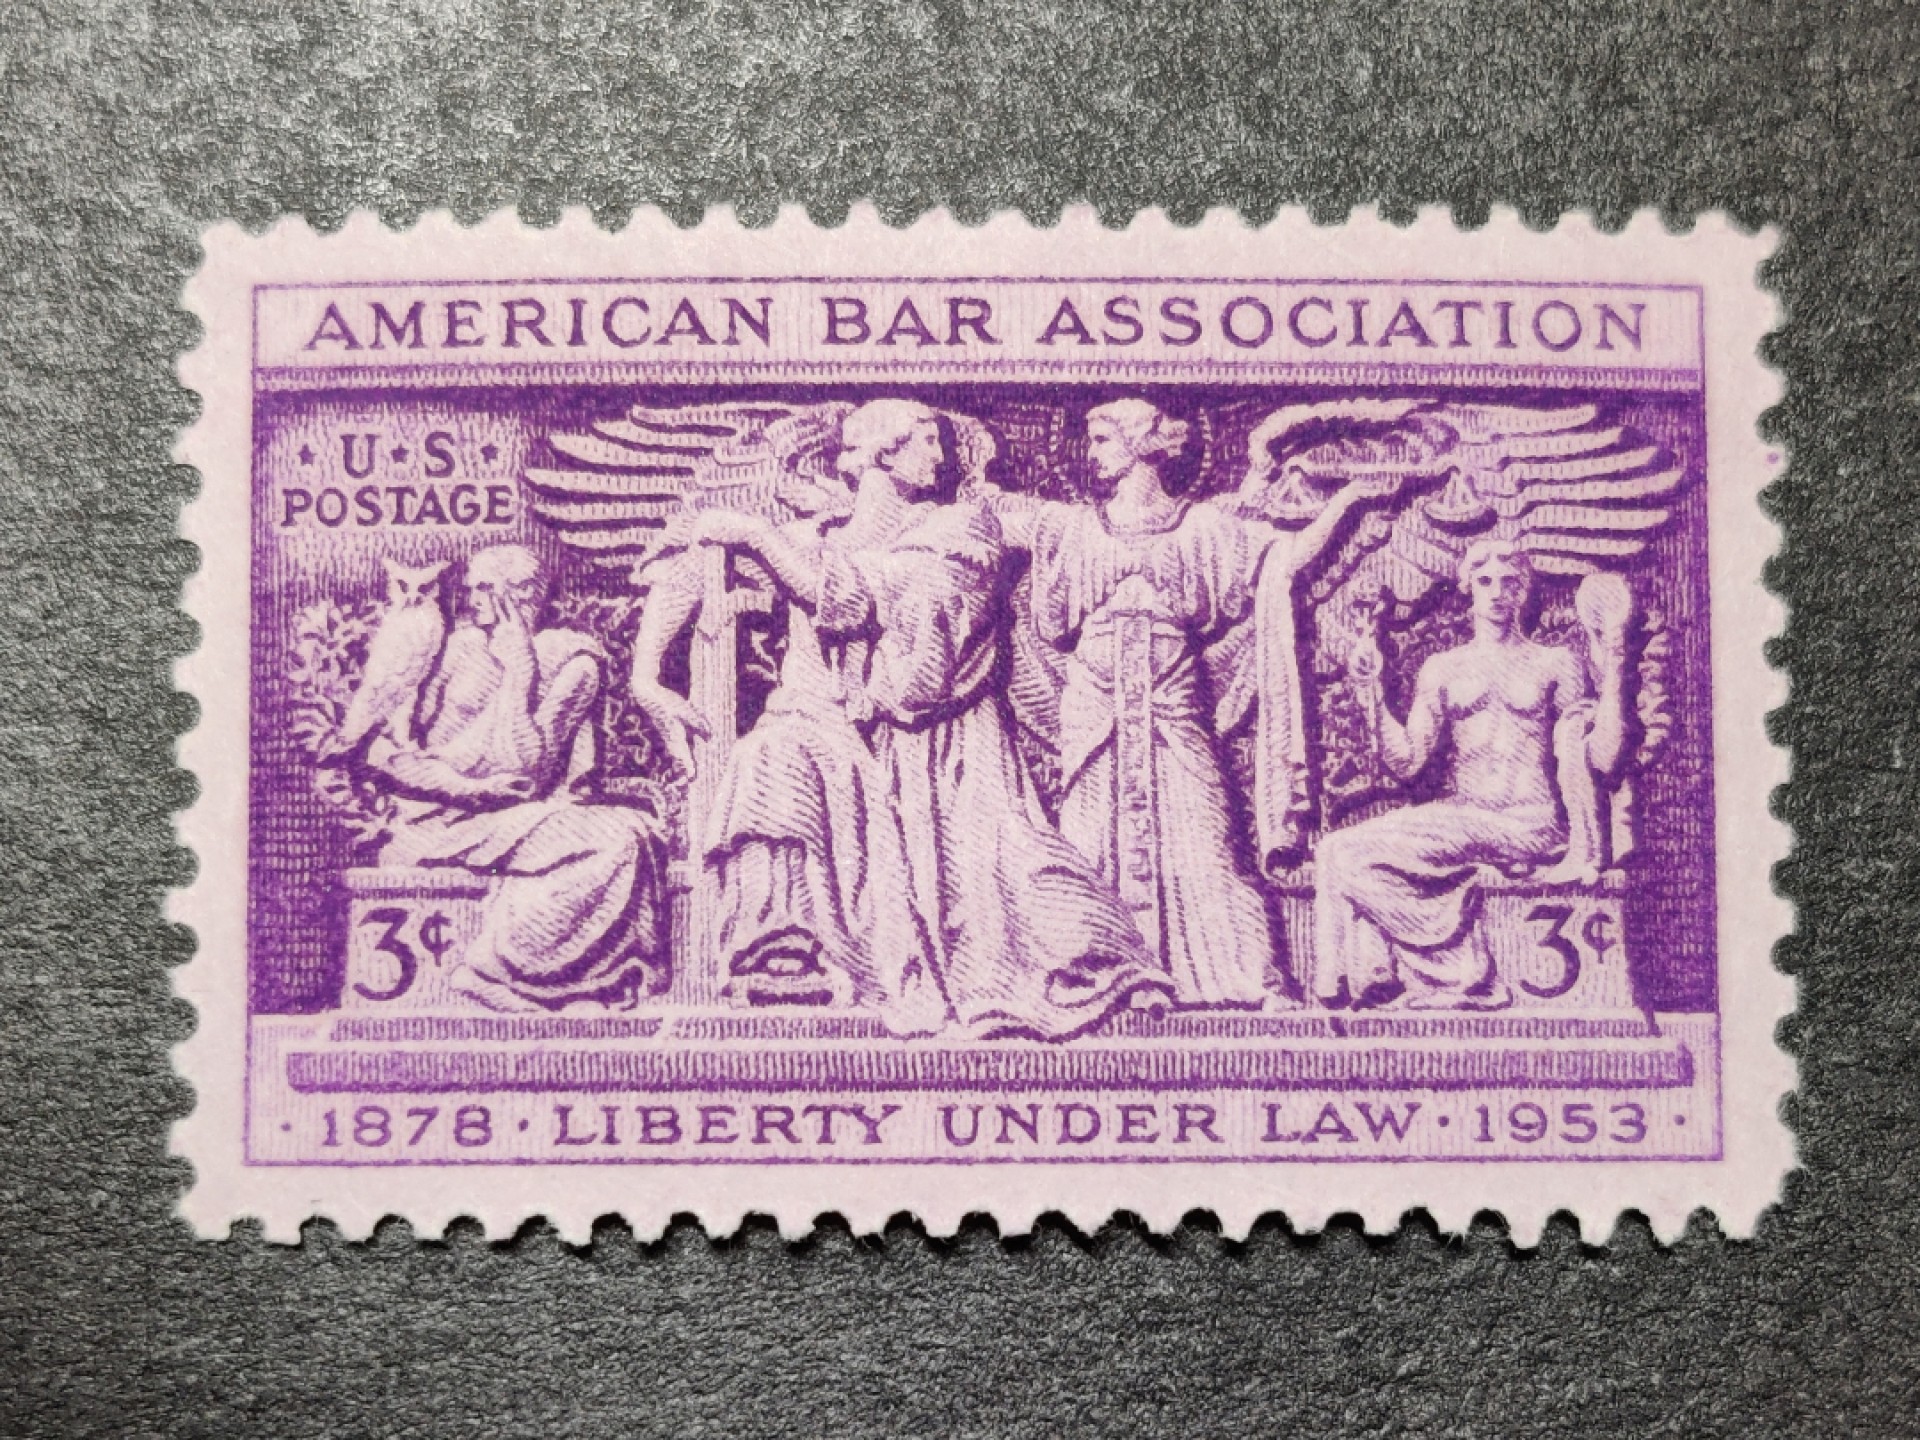 AMERICAN BAR ASSOCIATION
· U · S ·
POSTAGE
3¢ 3¢
· 1878 · LIBERTY UNDER LAW · 1953 ·